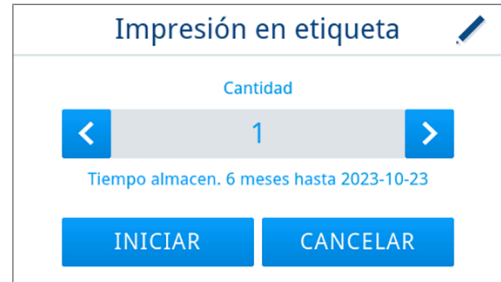 Impresión en etiqueta
Cantidad
1
Tiempo almacen. 6 meses hasta 2023-10-23
INICIAR
CANCELAR